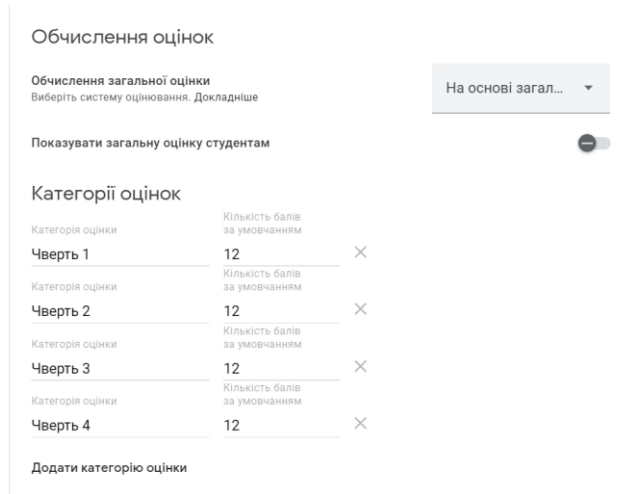 Обчислення оцінок
Обчислення загальної оцінки
Виберіть систему оцінювання. Докладніше
На основі загал...
Показувати загальну оцінку студентам
Категорії оцінок
Категорія оцінки
Кількість балів
за умовчанням
Чверть 1
12
Категорія оцінки
Кількість балів
за умовчанням
Чверть 2
12
Категорія оцінки
Кількість балів
за умовчанням
Чверть 3
12
Категорія оцінки
Кількість балів
за умовчанням
Чверть 4
12
Додати категорію оцінки